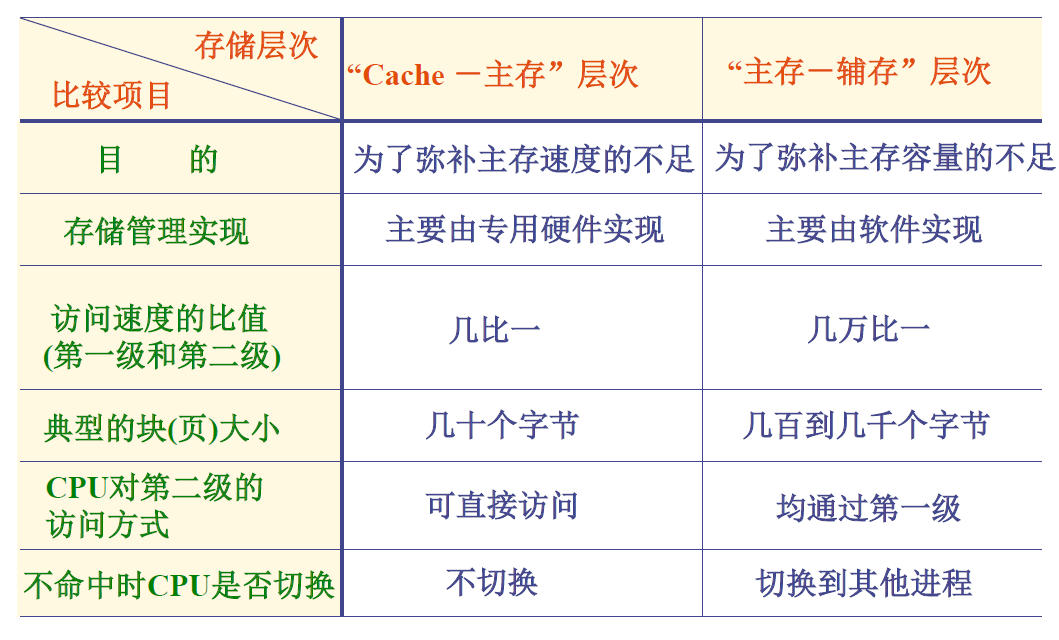 存储层次
比较项目
“Cache －主存”层次
“主存－辅存”层次
目 的
为了弥补主存速度的不足
为了弥补主存容量的不足
存储管理实现
主要由专用硬件实现
主要由软件实现
访问速度的比值
(第一级和第二级)
几比一
几万比一
典型的块(页)大小
几十个字节
几百到几千个字节
CPU对第二级的
访问方式
可直接访问
均通过第一级
不命中时CPU是否切换
不切换
切换到其他进程